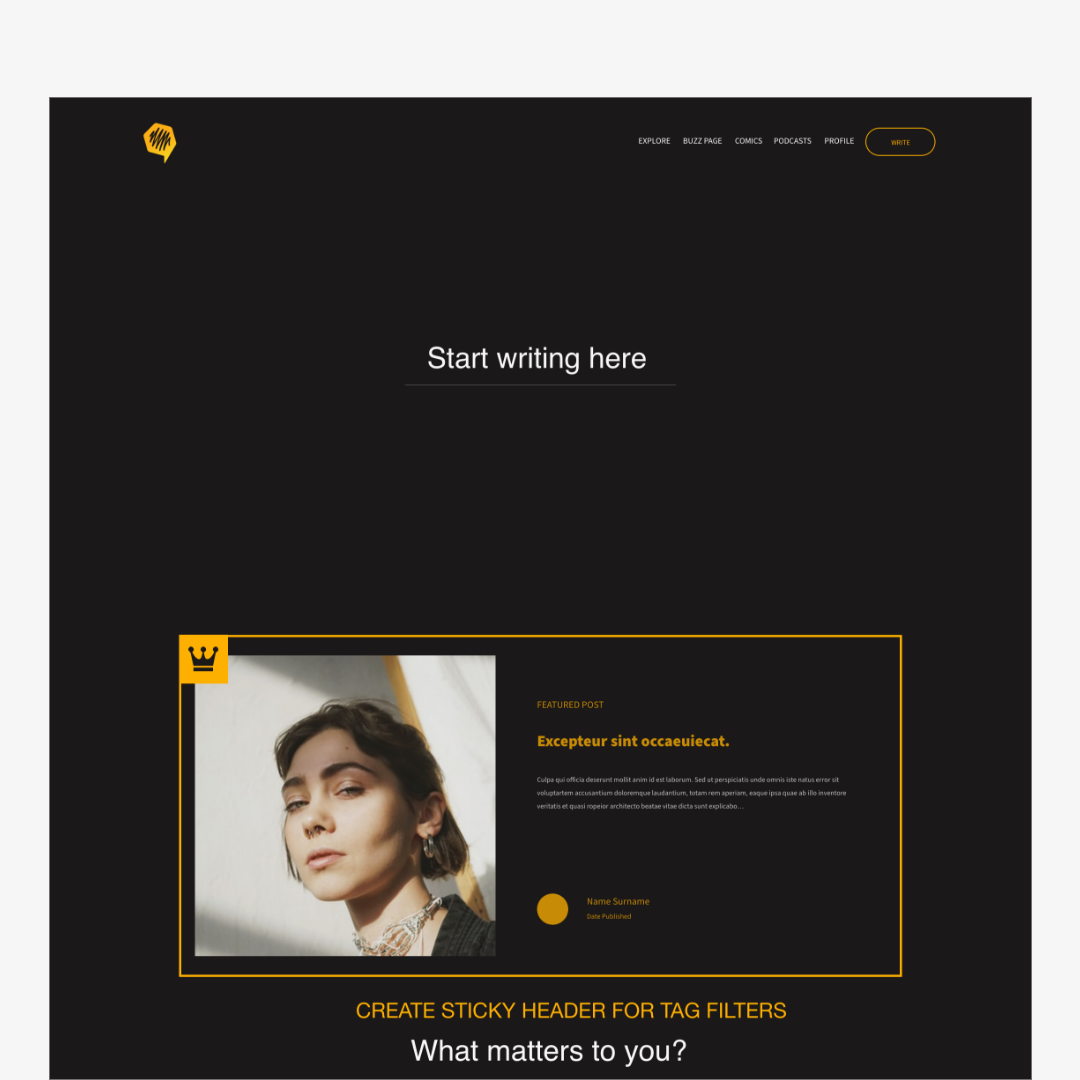 EXPLORE BUZZ PAGE COMICS PODCASTS PROFILE WRITE
Start writing here
FEATURED POST
Excepteur sint occaeuiecat.
Culpa qui officia deserunt mollit anim id est laborum. Sed ut perspiciatis unde omnis iste natus error sit
voluptartem accusantium doloremque laudantium, totam rem aperiam, eaque ipsa quae ab illo inventore
veritatis et quasi ropeior architecto beatae vitae dicta sunt explicabo...
Name Surname
Date Published
CREATE STICKY HEADER FOR TAG FILTERS
What matters to you?